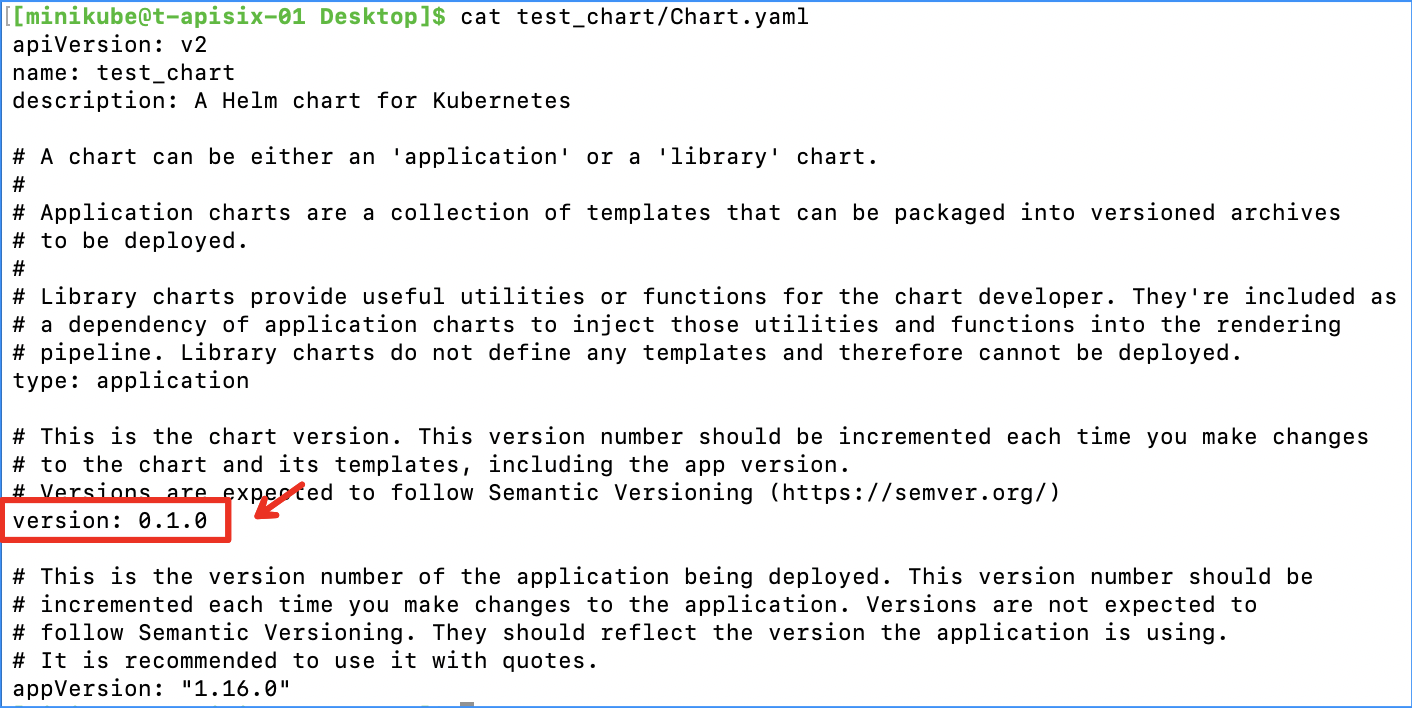 [[minikube@t-apisix-01 Desktop]$ cat test_chart/Chart.yaml
apiVersion: v2
name: test_chart
description: A Helm chart for Kubernetes
# A chart can be either an 'application' or a 'library' chart.
#
# Application charts are a collection of templates that can be packaged into versioned archives
# to be deployed.
#
# Library charts provide useful utilities or functions for the chart developer. They're included as
# a dependency of application charts to inject those utilities and functions into the rendering
# pipeline. Library charts do not define any templates and therefore cannot be deployed.
type: application
# This is the chart version. This version number should be incremented each time you make changes
# to the chart and its templates, including the app version.
# Versions are expected to follow Semantic Versioning (https://semver.org/)
version: 0.1.0
# This is the version number of the application being deployed. This version number should be
# incremented each time you make changes to the application. Versions are not expected to
# follow Semantic Versioning. They should reflect the version the application is using.
# It is recommended to use it with quotes.
appVersion: "1.16.0"